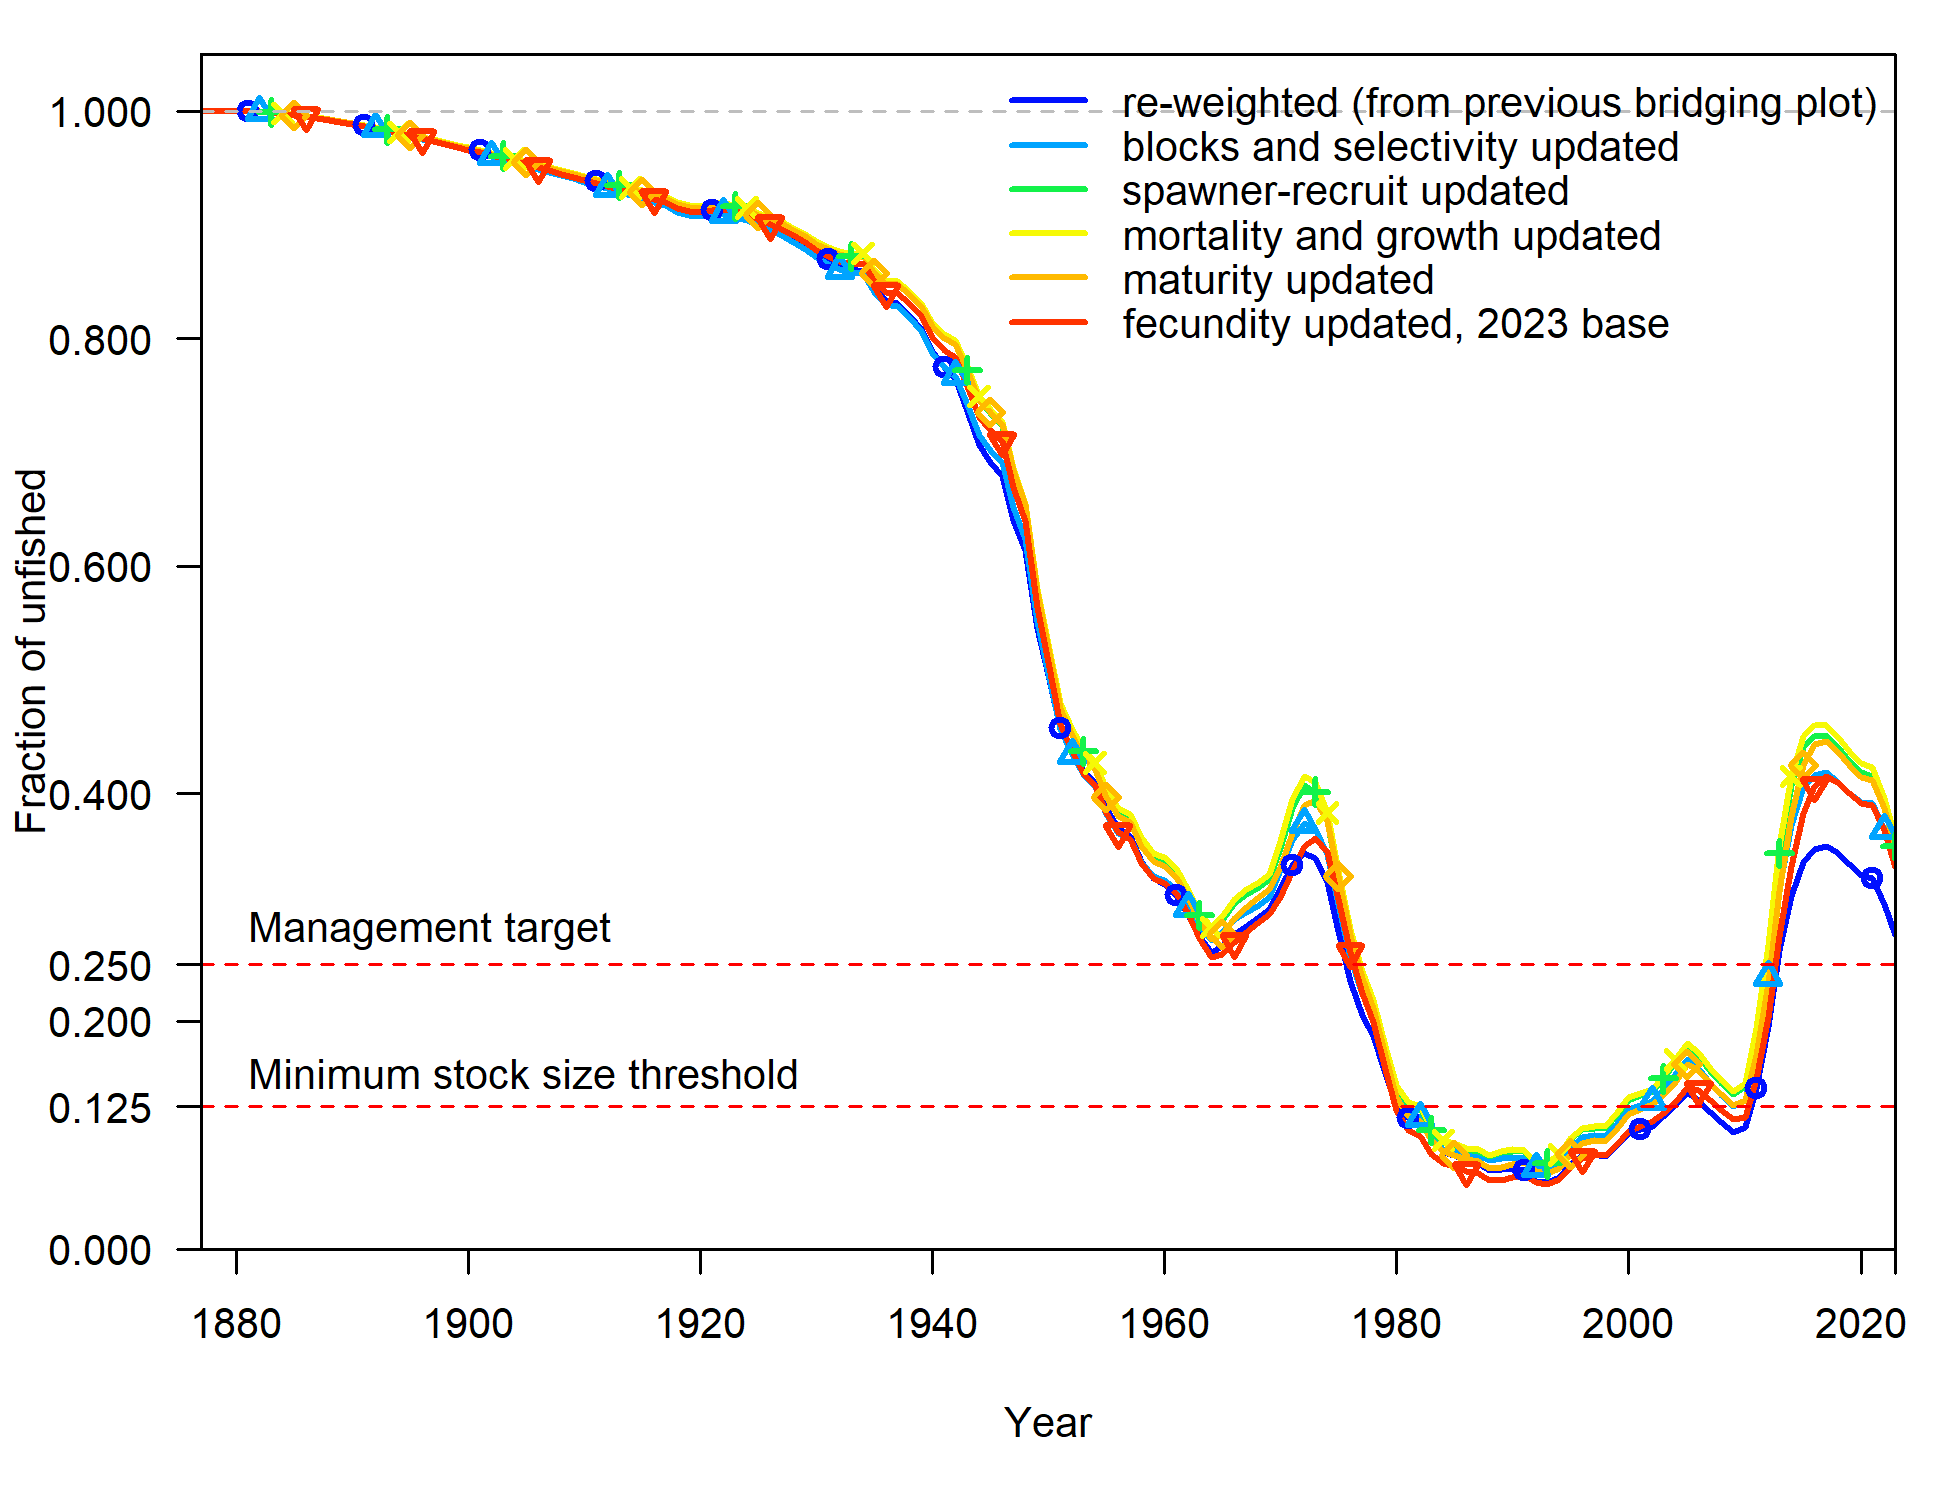 re-weighted (from previous bridging plot)
blocks and selectivity updated
spawner-recruit updated
mortality and growth updated
maturity updated
fecundity updated, 2023 base
Fraction of unfished
1.000
0.800
0.600
0.400
0.250
0.200
0.125
0.000
Management target
Minimum stock size threshold
1880 1900 1920 1940 1960 1980 2000 2020
Year